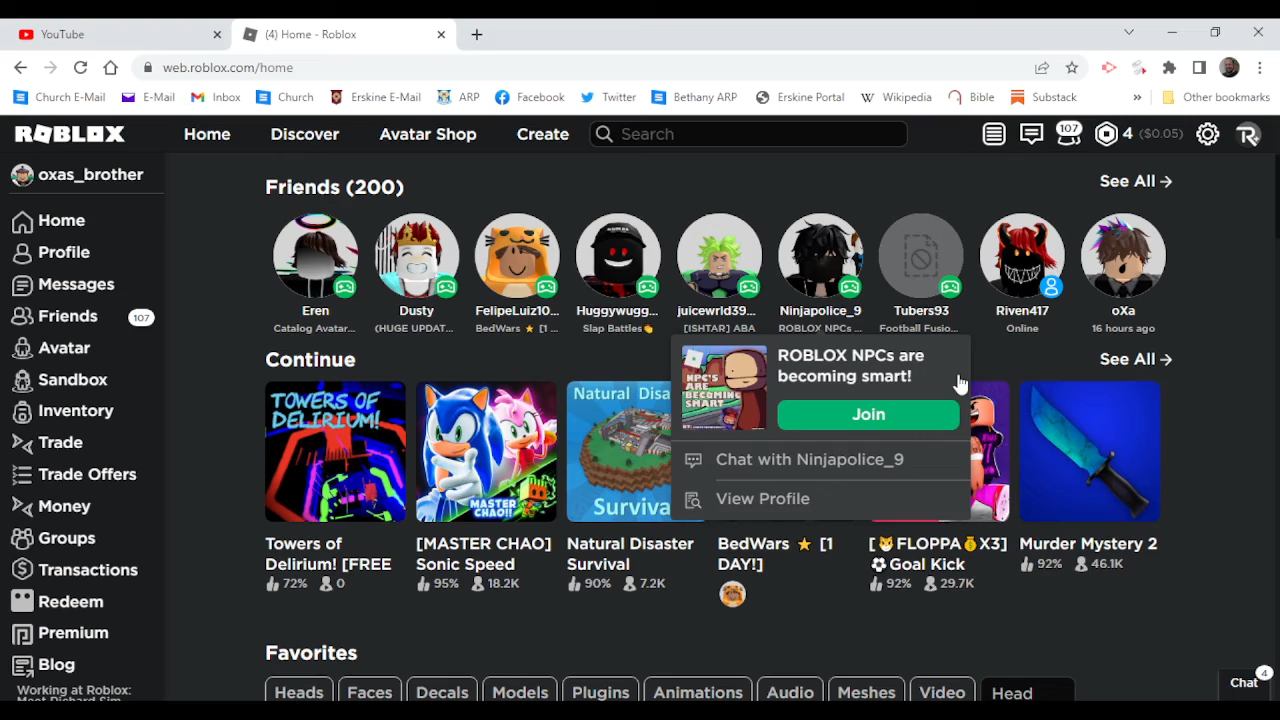 YouTube
(4) Home - Roblox
web.roblox.com/home
Church E-Mail
E-Mail
Inbox
Church
Erskine E-Mail
ARP
Facebook
Twitter
Bethany ARP
Erskine Portal
Wikipedia
Bible
Substack
»
Other bookmarks
ROBLOX
Home
Discover
Avatar Shop
Create
Search
107
4
($0.05)
oxas_brother
Home
Profile
Messages
Friends
107
Avatar
Sandbox
Inventory
Trade
Trade Offers
Money
Groups
Transactions
Redeem
Premium
Blog
Working at Roblox:
Friends (200)
See All
Eren
Catalog Avatar...
Dusty
(HUGE UPDAT...
FelipeLuiz10...
BedWars ⭐ [1 ...
Huggywugg...
Slap Battles👏
juicewrld39...
[ISHTAR] ABA
Ninjapolice_9
ROBLOX NPCs ...
Tubers93
Football Fusio...
Riven417
Online
oXa
16 hours ago
Continue
See All
NPC'S ARE BECOMING SMART
ROBLOX NPCs are
becoming smart!
Join
Chat with Ninjapolice_9
View Profile
TOWERS OF
DELIRIUM!
MASTER CHAO!!
Natural Disa
Surviva
Towers of
Delirium! [FREE
72% 0
[MASTER CHAO]
Sonic Speed
95% 18.2K
Natural Disaster
Survival
90% 7.2K
BedWars ⭐ [1
DAY!]
[🐱FLOPPA💰X3]
⚽ Goal Kick
92% 29.7K
Murder Mystery 2
92% 46.1K
Favorites
Heads
Faces
Decals
Models
Plugins
Animations
Audio
Badges
Meshes
Video
Head
Chat
4